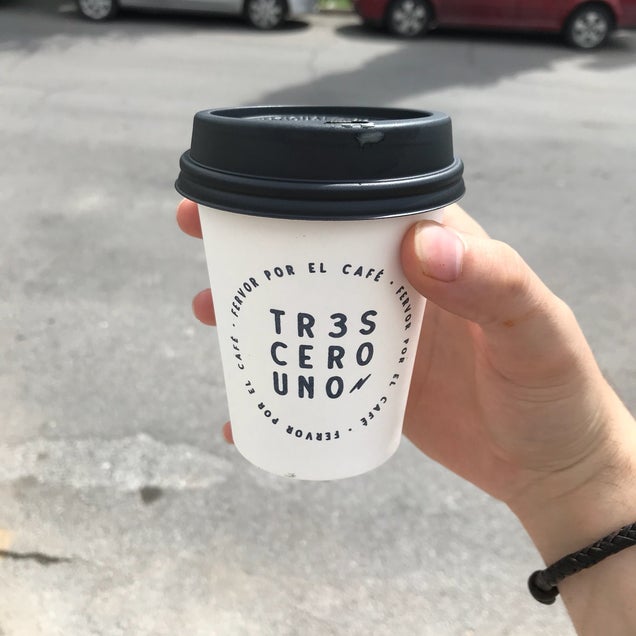 TR3S
CERO
UNO
FERVOR POR EL CAFÉ · FERVOR POR EL CAFÉ · FERVOR POR EL CAFÉ ·